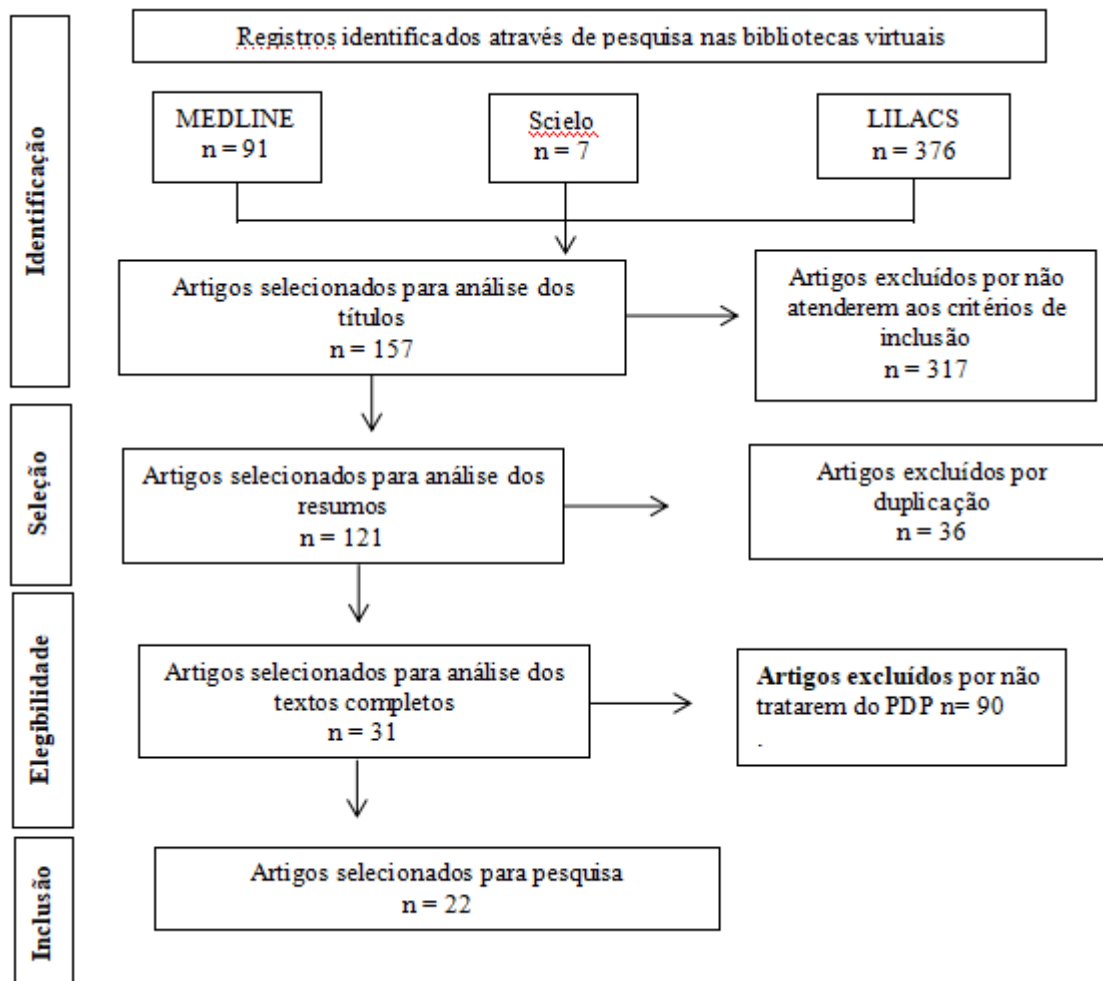 Registros identificados através de pesquisa nas bibliotecas virtuais
Identificação
MEDLINE
n = 91
Scielo
n = 7
LILACS
n = 376
Artigos selecionados para análise dos
títulos
n = 157
Artigos excluídos por não
atenderem aos critérios de
inclusão
n = 317
Seleção
Artigos selecionados para análise dos
resumos
n = 121
Artigos excluídos por
duplicação
n = 36
Elegibilidade
Artigos selecionados para análise dos
textos completos
n = 31
Artigos excluídos por não
tratarem do PDP n= 90
.
Inclusão
Artigos selecionados para pesquisa
n = 22